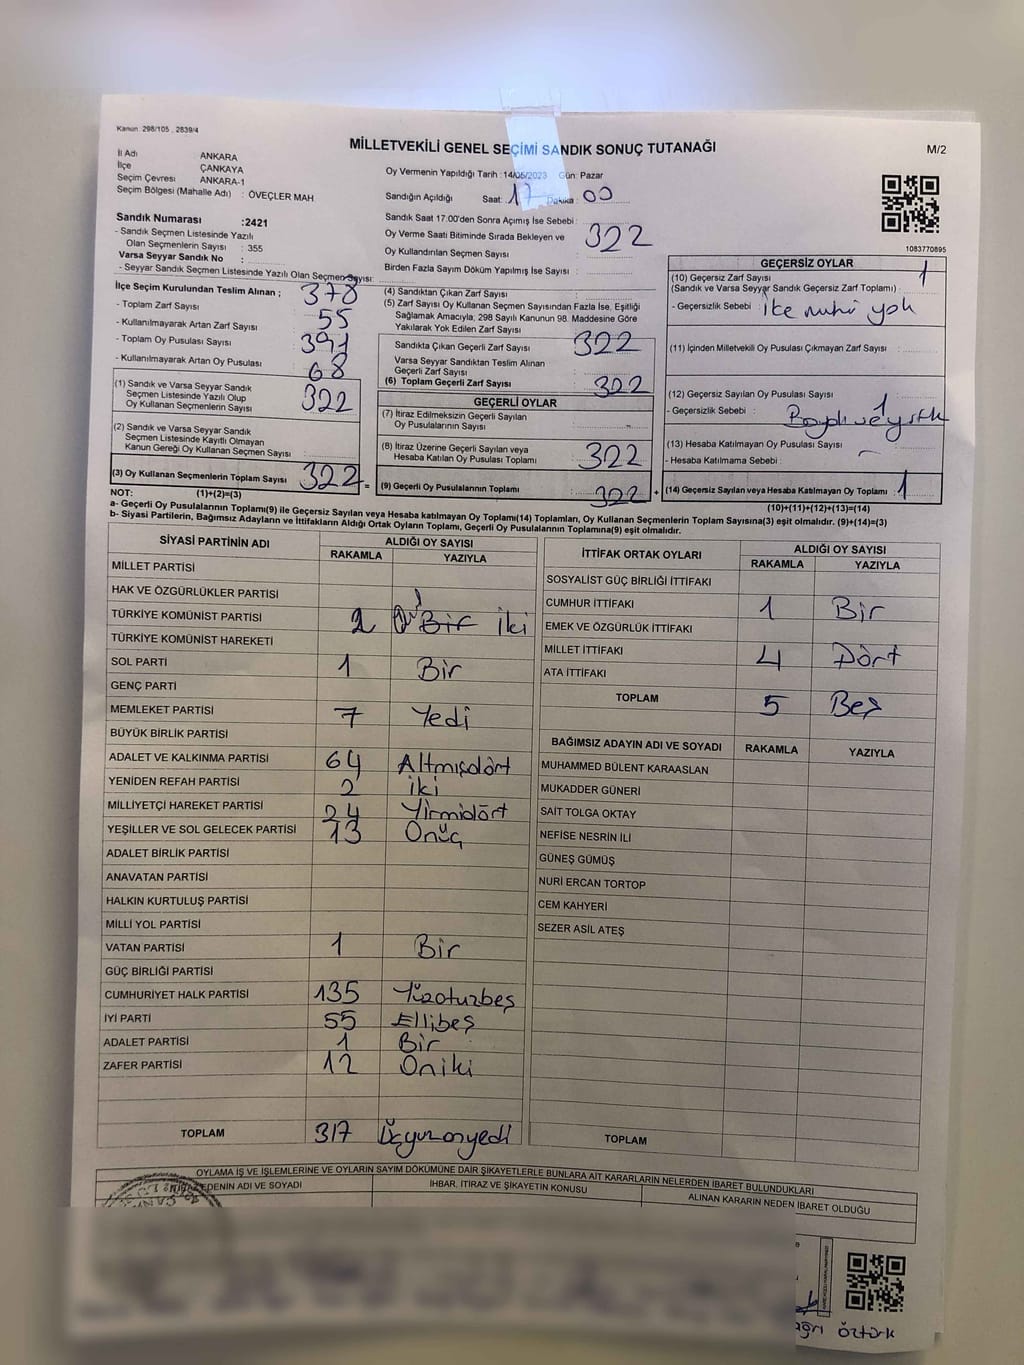 Kanun: 298/105 , 2839/4
MİLLETVEKİLİ GENEL SEÇİMİ SANDIK SONUÇ TUTANAĞI
M/2
İl Adı ANKARA
İlçe ÇANKAYA
Seçim Çevresi ANKARA-1
Seçim Bölgesi (Mahalle Adı) : ÖVEÇLER MAH
Sandık Numarası :2421
- Sandık Seçmen Listesinde Yazılı
Olan Seçmenlerin Sayısı : 355
Varsa Seyyar Sandık No :
- Seyyar Sandık Seçmen Listesinde Yazılı Olan Seçmen Sayısı:
İlçe Seçim Kurulundan Teslim Alınan ; 378
- Toplam Zarf Sayısı
- Kullanılmayarak Artan Zarf Sayısı : 55
- Toplam Oy Pusulası Sayısı : 391
- Kullanılmayarak Artan Oy Pusulası : 68
(1) Sandık ve Varsa Seyyar Sandık
Seçmen Listesinde Yazılı Olup
Oy Kullanan Seçmenlerin Sayısı : 322
(2) Sandık ve Varsa Seyyar Sandık
Seçmen Listesinde Kayıtlı Olmayan
Kanun Gereği Oy Kullanan Seçmen Sayısı :
(3) Oy Kullanan Seçmenlerin Toplam Sayısı : 322 =
Oy Vermenin Yapıldığı Tarih : 14/05/2023 Gün: Pazar
Sandığın Açıldığı Saat: 17 Dakika : 00
Sandık Saat 17:00'den Sonra Açımış İse Sebebi :
Oy Verme Saati Bitiminde Sırada Bekleyen ve
Oy Kullandırılan Seçmen Sayısı : 322
Birden Fazla Sayım Döküm Yapılmış İse Sayısı :
(4) Sandıktan Çıkan Zarf Sayısı :
(5) Zarf Sayısı Oy Kullanan Seçmen Sayısından Fazla İse, Eşitliği
Sağlamak Amacıyla, 298 Sayılı Kanunun 98. Maddesine Göre
Yakılarak Yok Edilen Zarf Sayısı :
Sandıkta Çıkan Geçerli Zarf Sayısı : 322
Varsa Seyyar Sandıktan Teslim Alınan
Geçerli Zarf Sayısı :
(6) Toplam Geçerli Zarf Sayısı : 322
GEÇERLİ OYLAR
(7) İtiraz Edilmeksizin Geçerli Sayılan
Oy Pusulalarının Sayısı :
(8) İtiraz Üzerine Geçerli Sayılan veya
Hesaba Katılan Oy Pusulası Toplamı : 322
(9) Geçerli Oy Pusulalarının Toplamı : 322 +
1083770895
GEÇERSİZ OYLAR
(10) Geçersiz Zarf Sayısı 1
(Sandık ve Varsa Seyyar Sandık Geçersiz Zarf Toplamı) :
- Geçersizlik Sebebi : yok
(11) İçinden Milletvekili Oy Pusulası Çıkmayan Zarf Sayısı :
(12) Geçersiz Sayılan Oy Pusulası Sayısı : 1
- Geçersizlik Sebebi :
(13) Hesaba Katılmayan Oy Pusulası Sayısı :
- Hesaba Katılmama Sebebi :
(14) Geçersiz Sayılan veya Hesaba Katılmayan Oy Toplamı : 1
NOT: (1)+(2)=(3)
(10)+(11)+(12)+(13)=(14)
a- Geçerli Oy Pusulalarının Toplamı(9) ile Geçersiz Sayılan veya Hesaba katılmayan Oy Toplamı(14) Toplamları, Oy Kullanan Seçmenlerin Toplam Sayısına(3) eşit olmalıdır. (9)+(14)=(3)
b- Siyasi Partilerin, Bağımsız Adayların ve İttifakların Aldığı Ortak Oyların Toplamı, Geçerli Oy Pusulalarının Toplamına(9) eşit olmalıdır.
SİYASİ PARTİNİN ADI ALDIĞI OY SAYISI
RAKAMLA YAZIYLA
MİLLET PARTİSİ
HAK VE ÖZGÜRLÜKLER PARTİSİ
TÜRKİYE KOMÜNİST PARTİSİ 2 Bir İki
TÜRKİYE KOMÜNİST HAREKETİ
SOL PARTİ 1 Bir
GENÇ PARTİ
MEMLEKET PARTİSİ 7 Yedi
BÜYÜK BİRLİK PARTİSİ
ADALET VE KALKINMA PARTİSİ 64 Altmışdört
YENİDEN REFAH PARTİSİ 2 iki
MİLLİYETÇİ HAREKET PARTİSİ 24 Yirmidört
YEŞİLLER VE SOL GELECEK PARTİSİ 13 Onüç
ADALET BİRLİK PARTİSİ
ANAVATAN PARTİSİ
HALKIN KURTULUŞ PARTİSİ
MİLLİ YOL PARTİSİ
VATAN PARTİSİ 1 Bir
GÜÇ BİRLİĞİ PARTİSİ
CUMHURİYET HALK PARTİSİ 135 Yüzotuzbeş
İYİ PARTİ 55 Ellibeş
ADALET PARTİSİ 1 Bir
ZAFER PARTİSİ 12 Oniki
TOPLAM 317 Üçyüzonyedi
İTTİFAK ORTAK OYLARI ALDIĞI OY SAYISI
RAKAMLA YAZIYLA
SOSYALİST GÜÇ BİRLİĞİ İTTİFAKI
CUMHUR İTTİFAKI 1 Bir
EMEK VE ÖZGÜRLÜK İTTİFAKI
MİLLET İTTİFAKI 4 Dört
ATA İTTİFAKI
TOPLAM 5 Beş
BAĞIMSIZ ADAYIN ADI VE SOYADI RAKAMLA YAZIYLA
MUHAMMED BÜLENT KARAASLAN
MUKADDER GÜNERİ
SAİT TOLGA OKTAY
NEFİSE NESRİN İLİ
GÜNEŞ GÜMÜŞ
NURİ ERCAN TORTOP
CEM KAHYERİ
SEZER ASİL ATEŞ
TOPLAM
OYLAMA İŞ VE İŞLEMLERİNE VE OYLARIN SAYIM DÖKÜMÜNE DAİR ŞİKAYETLERLE BUNLARA AİT KARARLARIN NELERDEN İBARET BULUNDUKLARI
EDENİN ADI VE SOYADI
İHBAR, İTİRAZ VE ŞİKAYETİN KONUSU
ALINAN KARARIN NEDEN İBARET OLDUĞU
öztürk